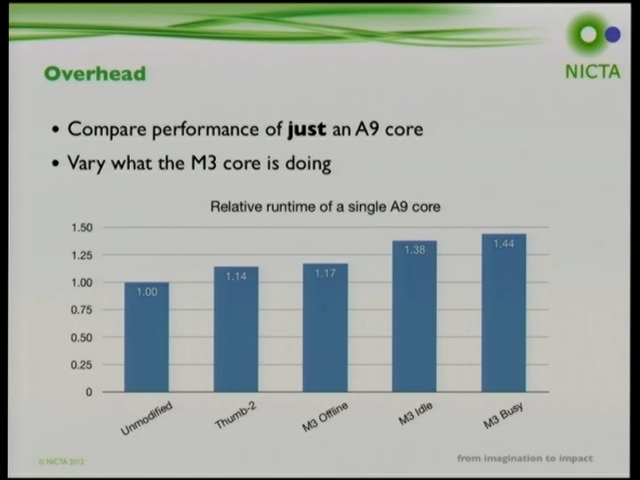 NICTA
Overhead
• Compare performance of just an A9 core
• Vary what the M3 core is doing
Relative runtime of a single A9 core
1.50
1.25
1.00
0.75
0.50
0.25
0
1.00
1.14
1.17
1.38
1.44
Unmodified
Thumb-2
M3 Offline
M3 Idle
M3 Busy
© NICTA 2012
from imagination to impact